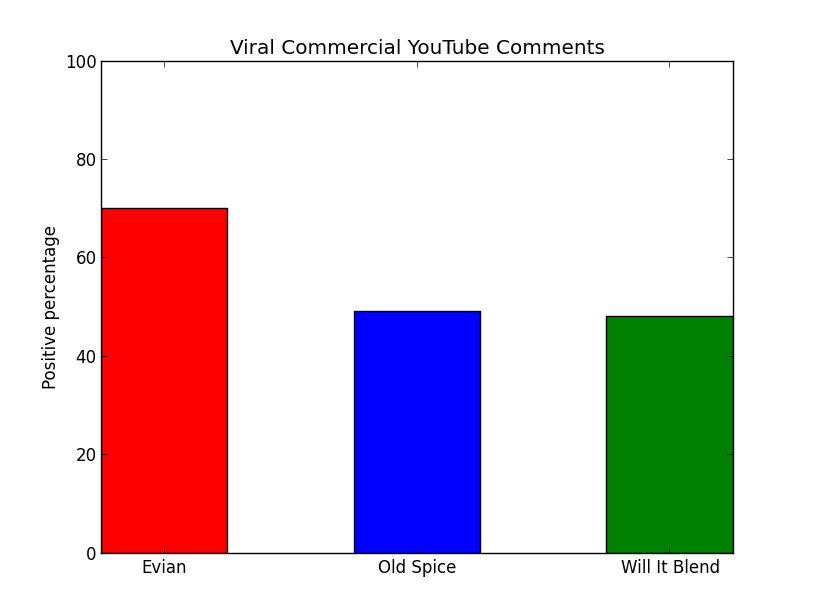 Viral Commercial YouTube Comments
100
80
60
40
20
0
Positive percentage
Evian
Old Spice
Will It Blend